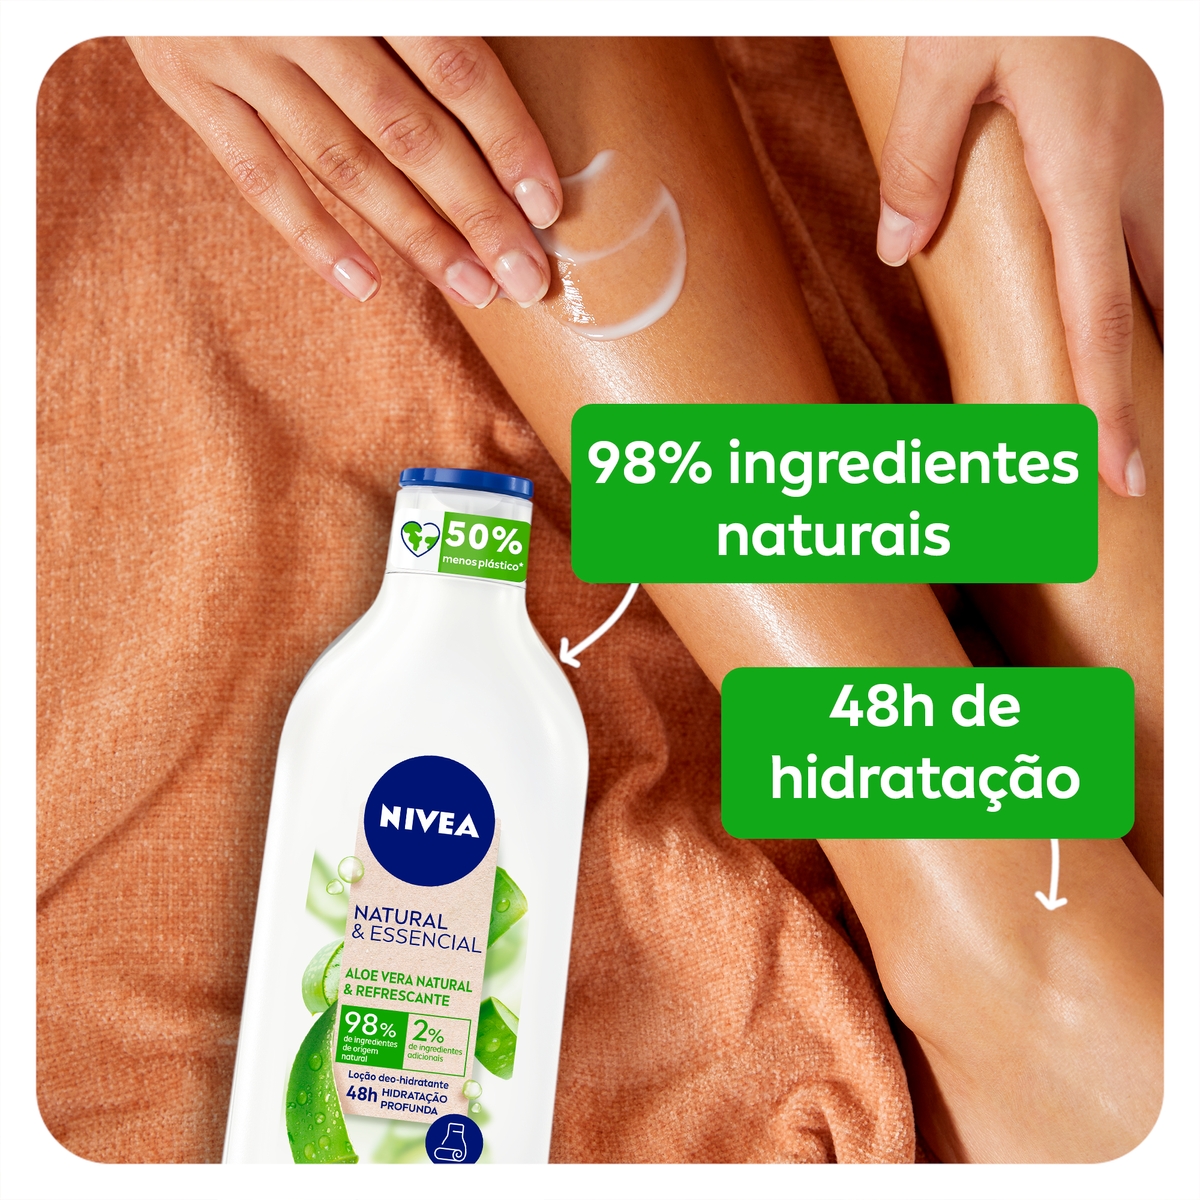 98% ingredientes
naturais
50%
menos plástico*
48h de
hidratação
NIVEA
NATURAL
& ESSENCIAL
ALOE VERA NATURAL
& REFRESCANTE
98%
de ingredientes
de origem
natural
2%
de ingredientes
adicionais
Loção deo-hidratante
48h HIDRATAÇÃO
PROFUNDA